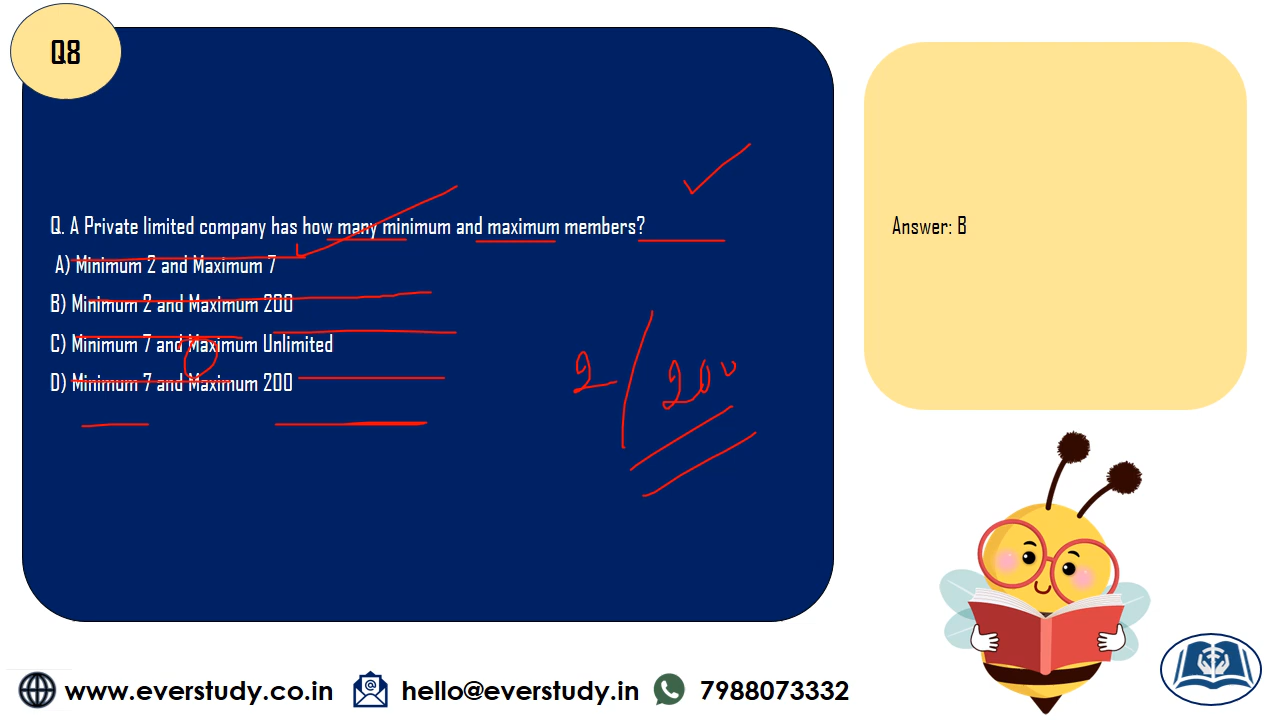 Q8
Q. A Private limited company has how many minimum and maximum members?
A) Minimum 2 and Maximum 7
B) Minimum 2 and Maximum 200
C) Minimum 7 and Maximum Unlimited
D) Minimum 7 and Maximum 200
2/200
Answer: B
www.everstudy.co.in hello@everstudy.in 7988073332